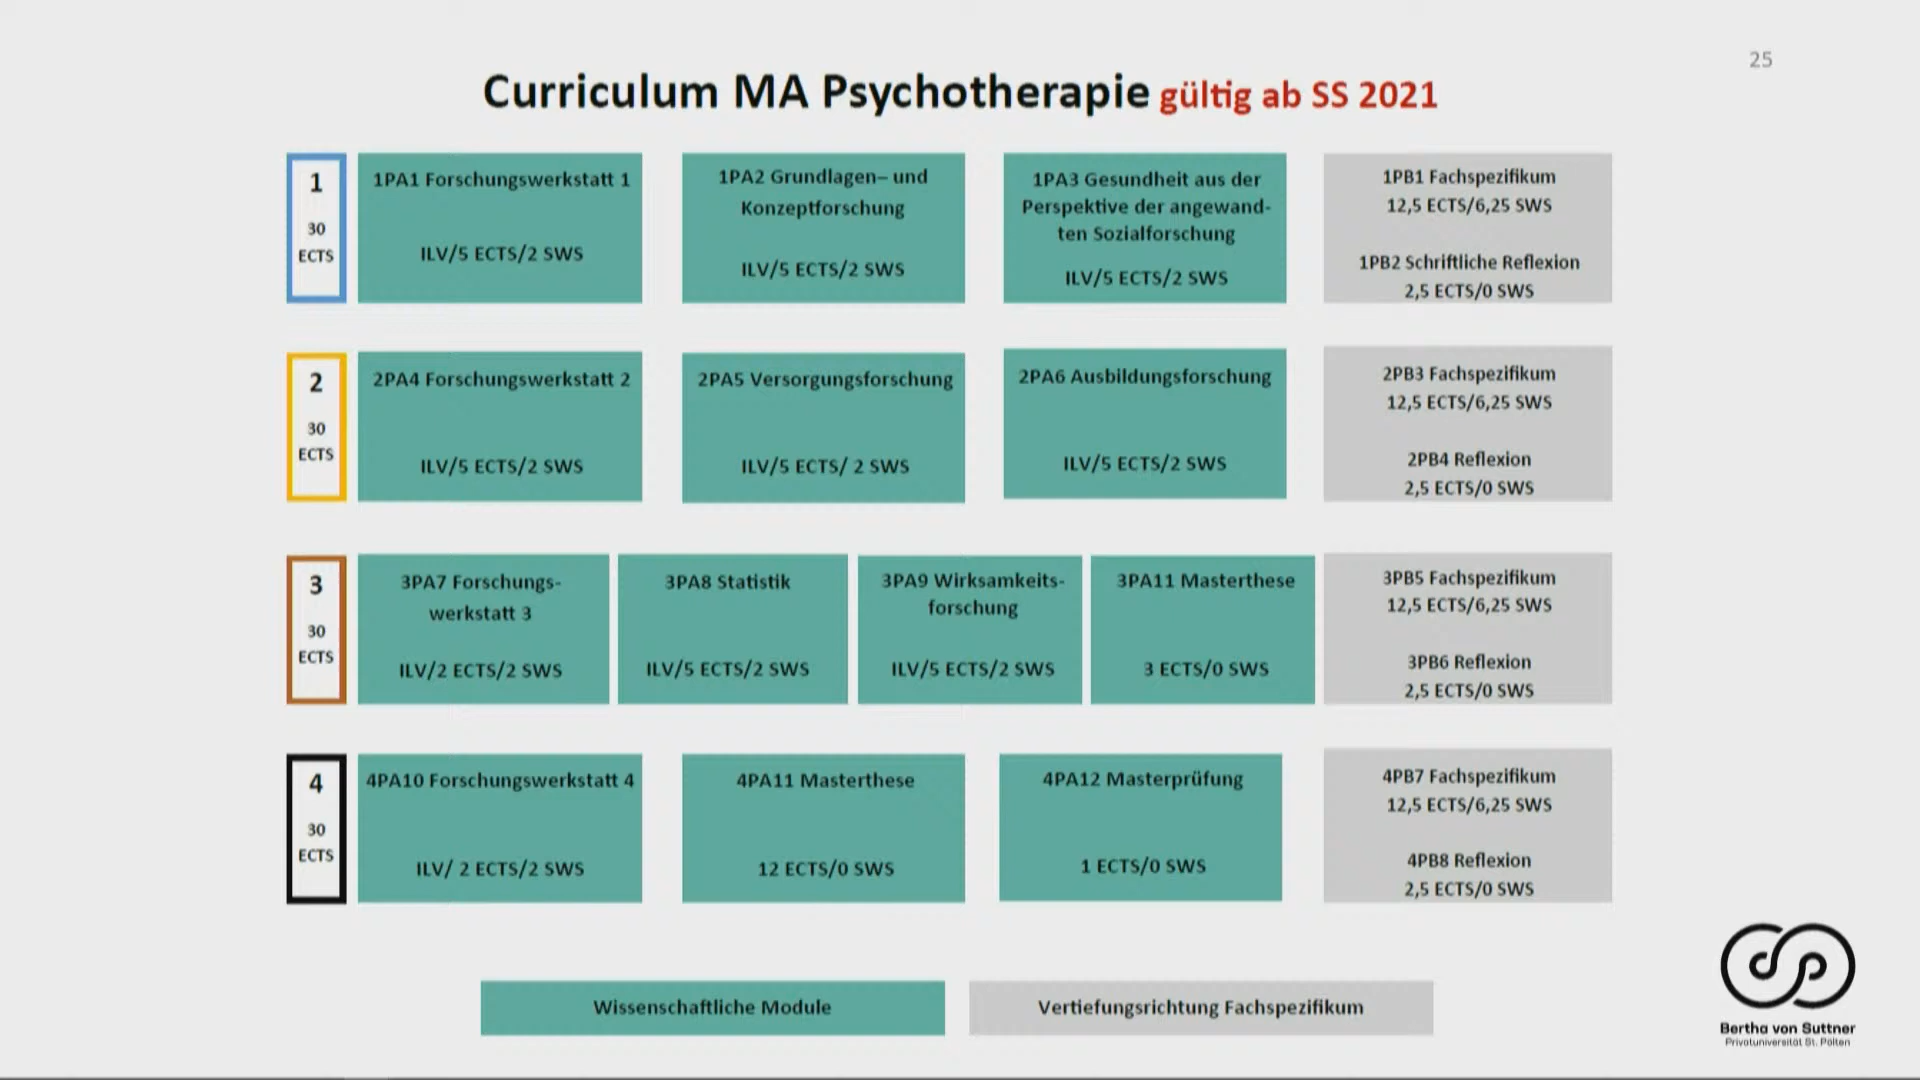 25
Curriculum MA Psychotherapie gültig ab SS 2021
1
30
ECTS
1PA1 Forschungswerkstatt 1
ILV/5 ECTS/2 SWS
1PA2 Grundlagen– und
Konzeptforschung
ILV/5 ECTS/2 SWS
1PA3 Gesundheit aus der
Perspektive der angewand-
ten Sozialforschung
ILV/5 ECTS/2 SWS
1PB1 Fachspezifikum
12,5 ECTS/6,25 SWS
1PB2 Schriftliche Reflexion
2,5 ECTS/0 SWS
2
30
ECTS
2PA4 Forschungswerkstatt 2
ILV/5 ECTS/2 SWS
2PA5 Versorgungsforschung
ILV/5 ECTS/ 2 SWS
2PA6 Ausbildungsforschung
ILV/5 ECTS/2 SWS
2PB3 Fachspezifikum
12,5 ECTS/6,25 SWS
2PB4 Reflexion
2,5 ECTS/0 SWS
3
30
ECTS
3PA7 Forschungs-
werkstatt 3
ILV/2 ECTS/2 SWS
3PA8 Statistik
ILV/5 ECTS/2 SWS
3PA9 Wirksamkeits-
forschung
ILV/5 ECTS/2 SWS
3PA11 Masterthese
3 ECTS/0 SWS
3PB5 Fachspezifikum
12,5 ECTS/6,25 SWS
3PB6 Reflexion
2,5 ECTS/0 SWS
4
30
ECTS
4PA10 Forschungswerkstatt 4
ILV/ 2 ECTS/2 SWS
4PA11 Masterthese
12 ECTS/0 SWS
4PA12 Masterprüfung
1 ECTS/0 SWS
4PB7 Fachspezifikum
12,5 ECTS/6,25 SWS
4PB8 Reflexion
2,5 ECTS/0 SWS
Wissenschaftliche Module
Vertiefungsrichtung Fachspezifikum
Bertha von Suttner
Privatuniversität St. Pölten